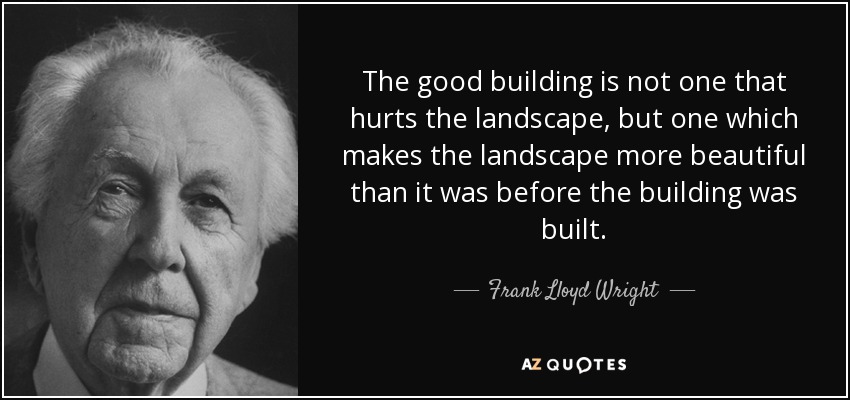 The good building is not one that
hurts the landscape, but one which
makes the landscape more beautiful
than it was before the building was
built.
Frank Lloyd Wright
AZ QUOTES